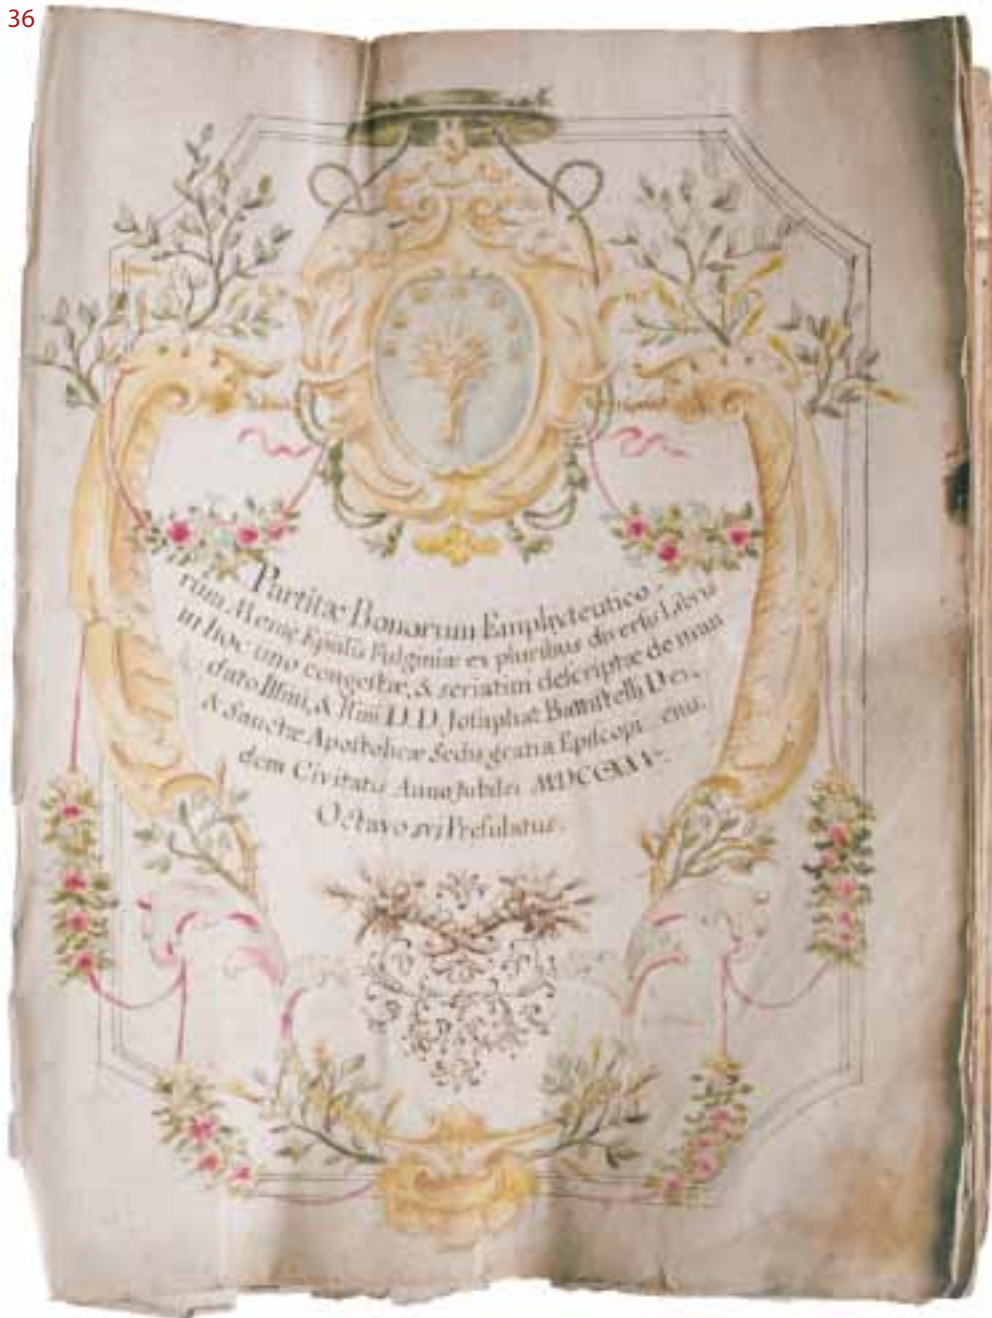 36
Partitæ Bonorum Emphyteutico
rum Mensæ Epalis Fulginiæ ex pluribus diversis Libris
in hoc uno congestæ, & seriatim descriptæ de man
dato Illmi, & Rmi D. D. Josaphat Battistelli Dei,
& Sanctæ Apostolicæ Sedis gratia Episcopi eius
dem Civitatis Anno Jubilei
Octavo sui Presulatus.